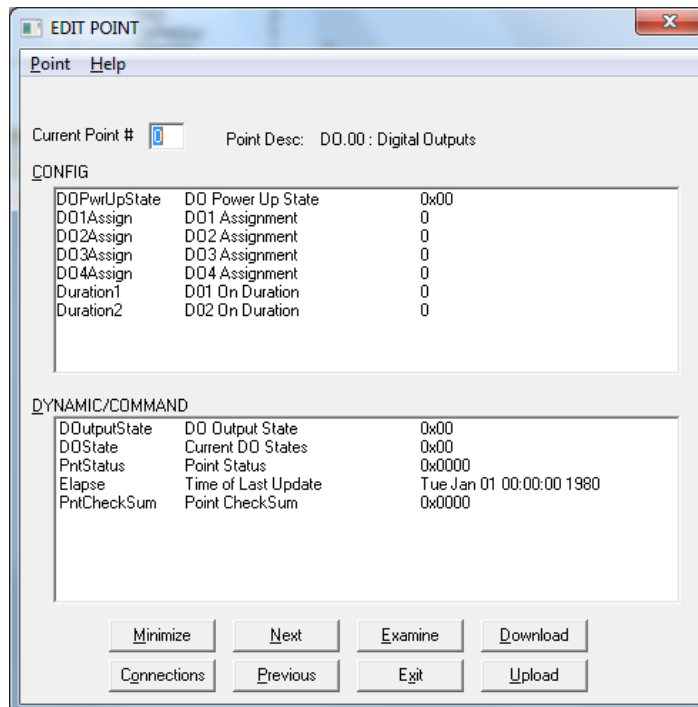 EDIT POINT
Point Help
Current Point # 0 Point Desc: DO.00 : Digital Outputs
CONFIG
DOPwrUpState DO Power Up State 0x00
DO1Assign DO1 Assignment 0
DO2Assign DO2 Assignment 0
DO3Assign DO3 Assignment 0
DO4Assign DO4 Assignment 0
Duration1 D01 On Duration 0
Duration2 D02 On Duration 0
DYNAMIC/COMMAND
DOutputState DO Output State 0x00
DOState Current DO States 0x00
PntStatus Point Status 0x0000
Elapse Time of Last Update Tue Jan 01 00:00:00 1980
PntCheckSum Point CheckSum 0x0000
Minimize Next Examine Download
Connections Previous Exit Upload